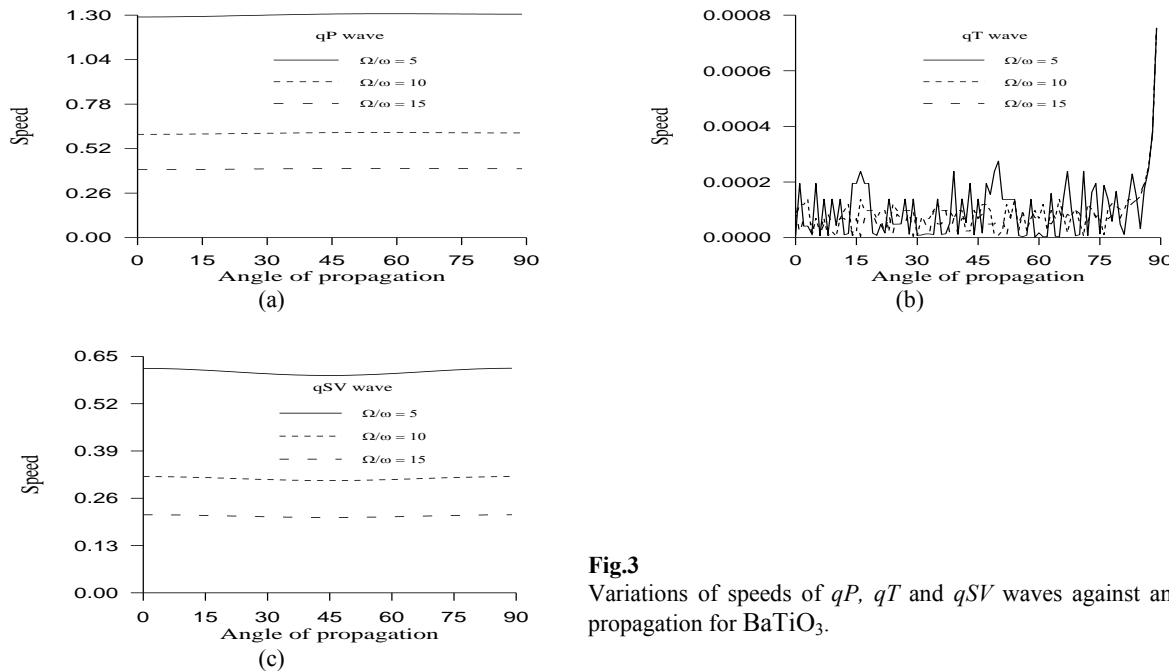 1.30
1.04
0.78
0.52
0.26
0.00
Speed
qP wave
Ω/ω = 5
Ω/ω = 10
Ω/ω = 15
0 15 30 45 60 75 90
Angle of propagation
(a)
0.0008
0.0006
0.0004
0.0002
0.0000
Speed
qT wave
Ω/ω = 5
Ω/ω = 10
Ω/ω = 15
0 15 30 45 60 75 90
Angle of propagation
(b)
0.65
0.52
0.39
0.26
0.13
0.00
Speed
qSV wave
Ω/ω = 5
Ω/ω = 10
Ω/ω = 15
0 15 30 45 60 75 90
Angle of propagation
(c)
Fig.3
Variations of speeds of qP, qT and qSV waves against an
propagation for BaTiO₃.